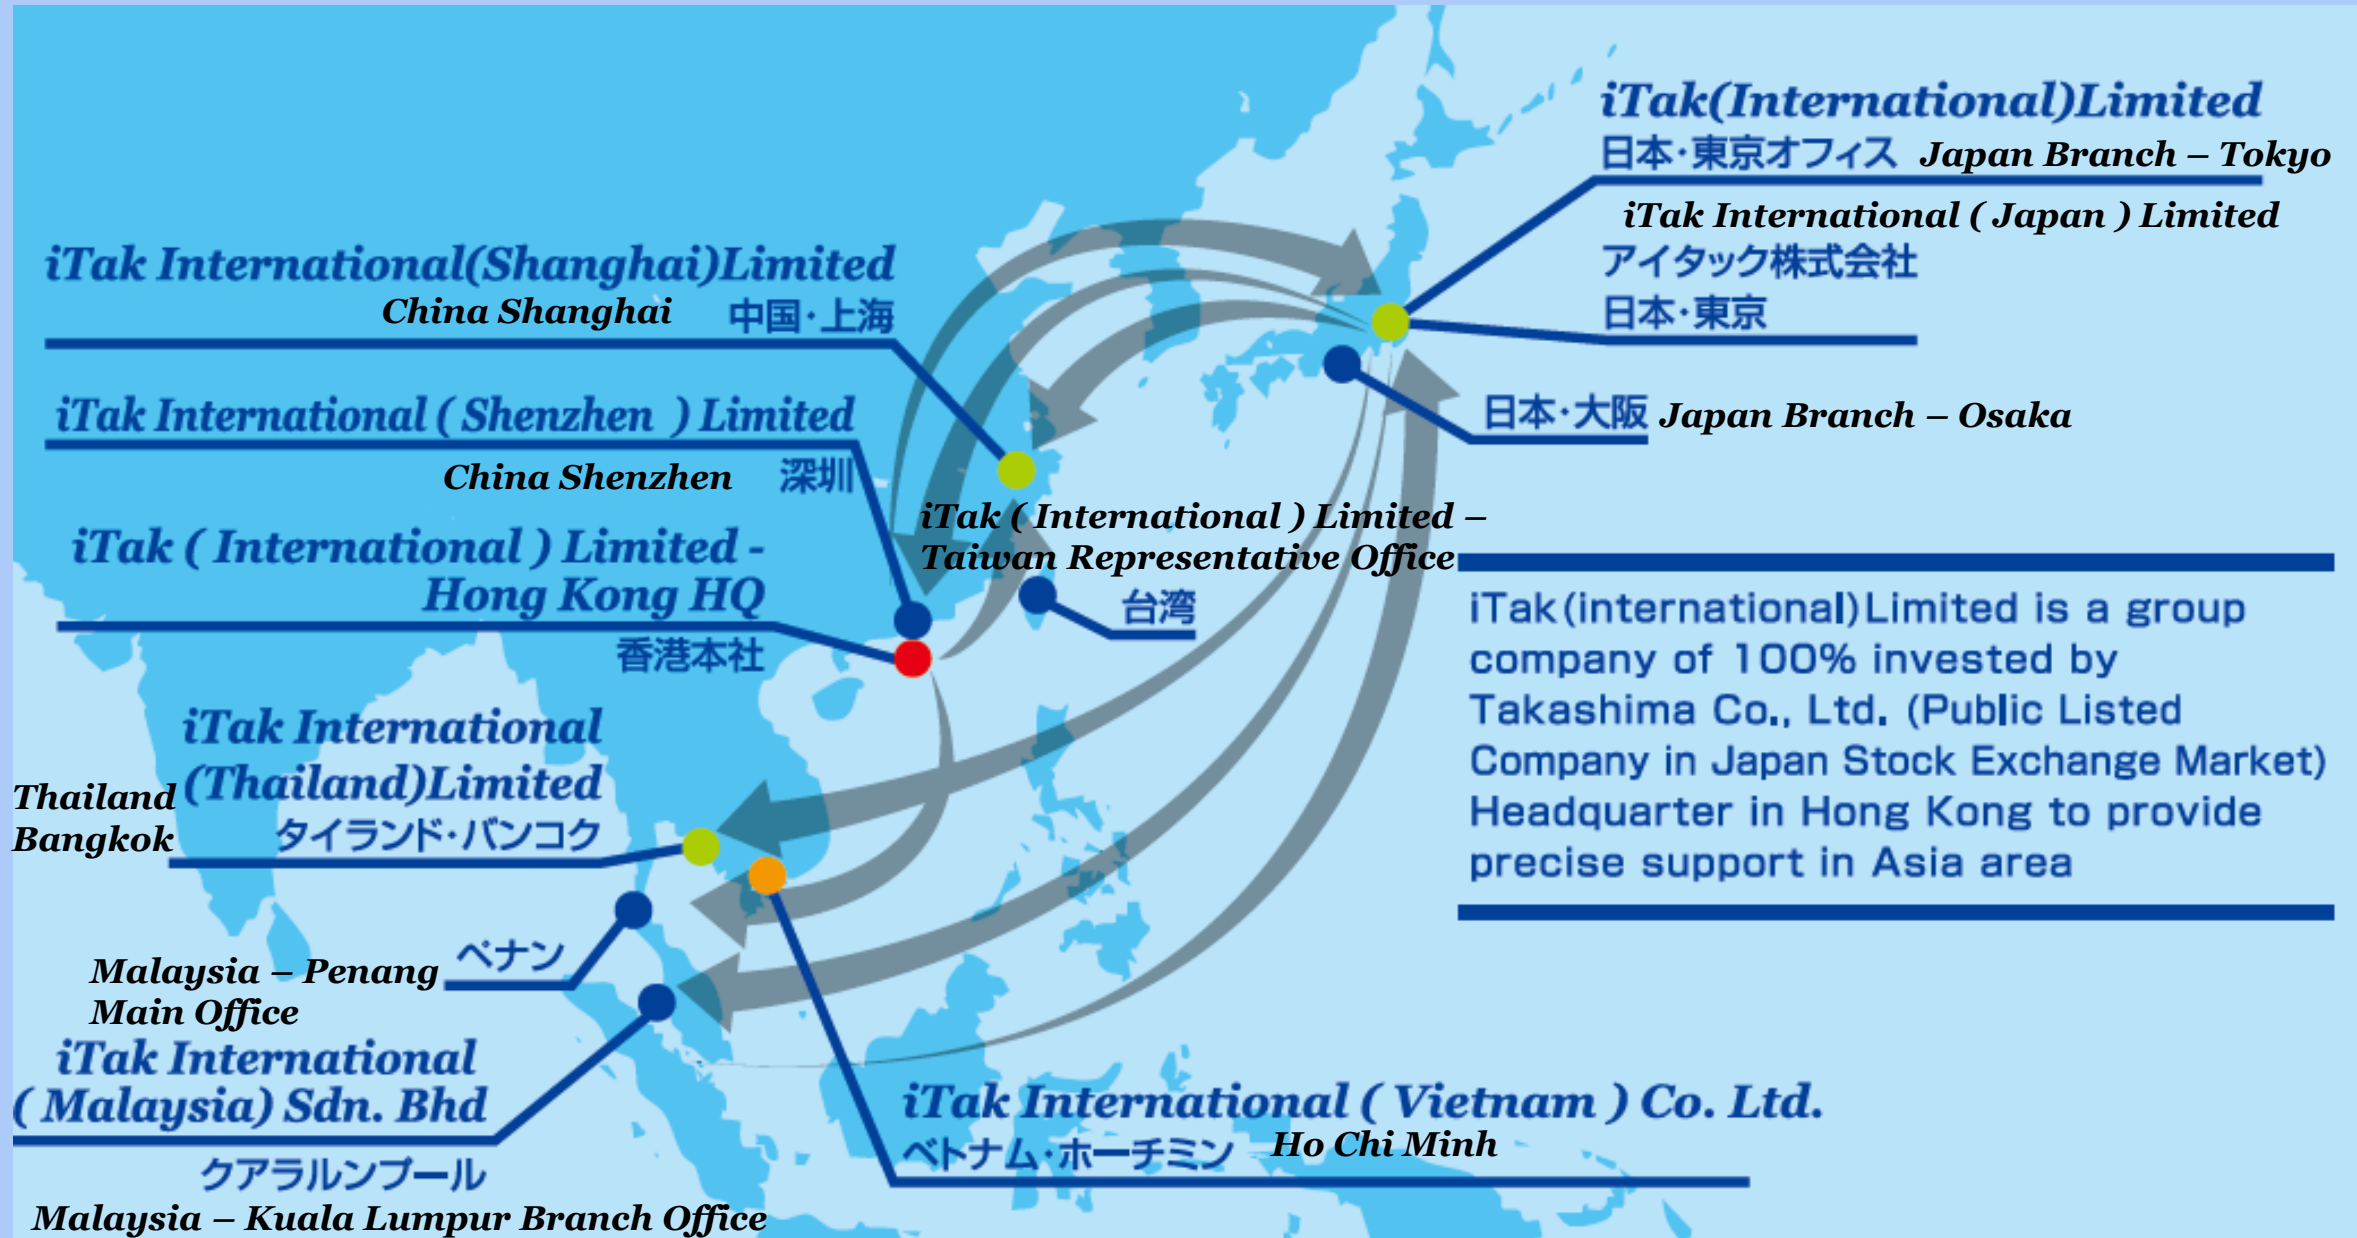 iTak(International)Limited
日本・東京オフィス Japan Branch – Tokyo
iTak International ( Japan ) Limited
アイタック株式会社
日本・東京
日本・大阪 Japan Branch – Osaka
iTak International(Shanghai)Limited
China Shanghai 中国・上海
iTak International ( Shenzhen ) Limited
China Shenzhen 深圳
iTak ( International ) Limited -
Hong Kong HQ
香港本社
iTak ( International ) Limited –
Taiwan Representative Office
台湾
iTak(international)Limited is a group
company of 100% invested by
Takashima Co., Ltd. (Public Listed
Company in Japan Stock Exchange Market)
Headquarter in Hong Kong to provide
precise support in Asia area
iTak International
(Thailand)Limited
Thailand
Bangkok
タイランド・バンコク
ペナン
Malaysia – Penang
Main Office
iTak International
( Malaysia) Sdn. Bhd
クアラルンプール
Malaysia – Kuala Lumpur Branch Office
iTak International ( Vietnam ) Co. Ltd.
ベトナム・ホーチミン Ho Chi Minh